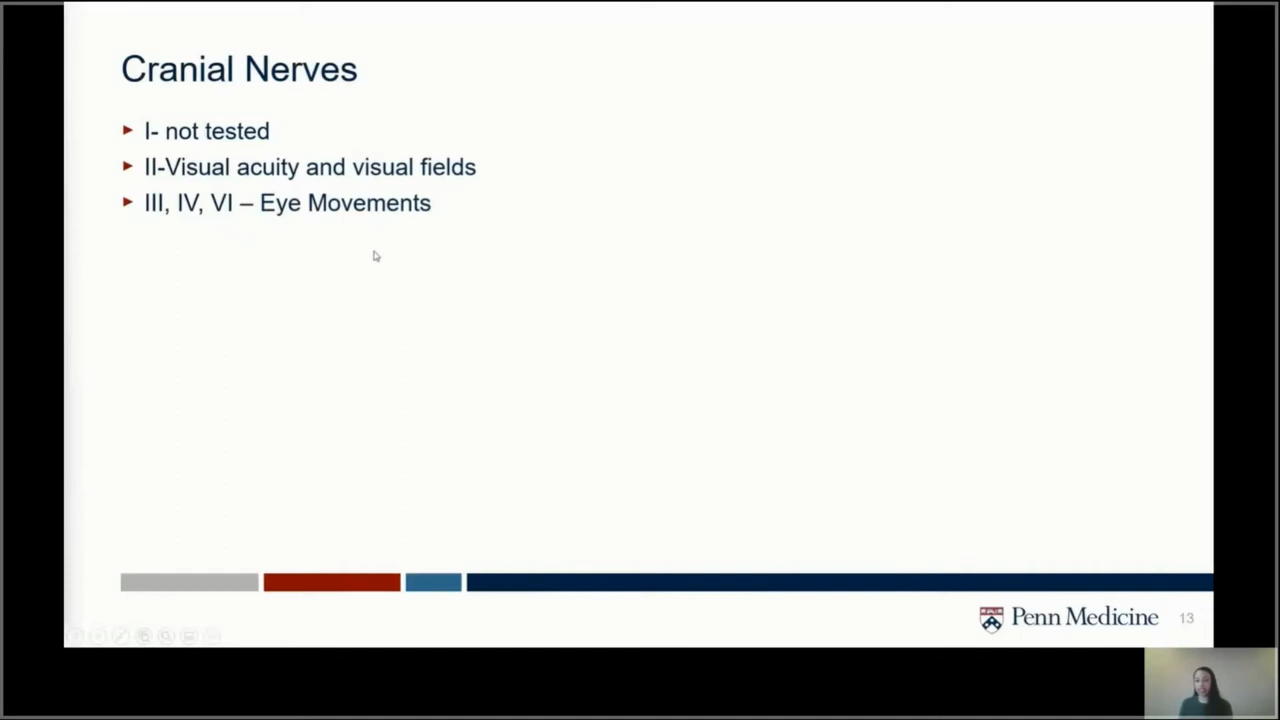 Cranial Nerves
I- not tested
II-Visual acuity and visual fields
III, IV, VI – Eye Movements
Penn Medicine
13